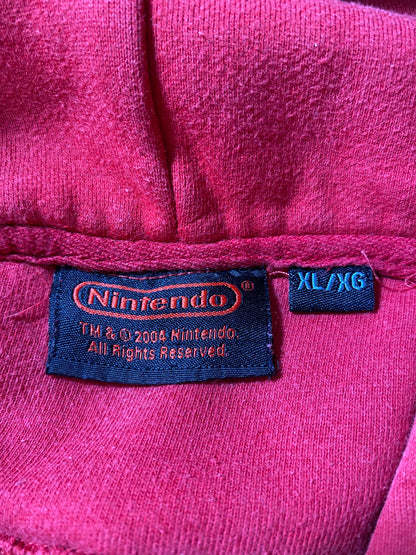 Nintendo®
TM & © 2004 Nintendo.
All Rights Reserved.
XL/XG